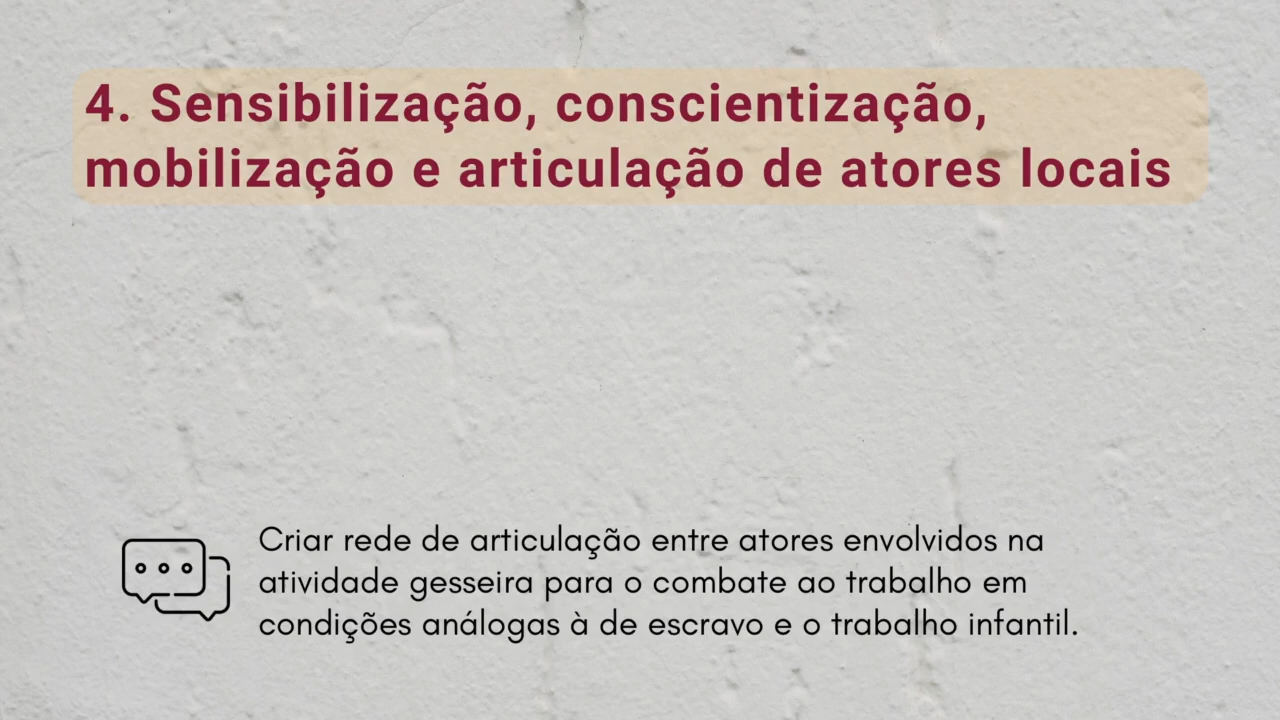 4. Sensibilização, conscientização,
mobilização e articulação de atores locais
Criar rede de articulação entre atores envolvidos na
atividade gesseira para o combate ao trabalho em
condições análogas à de escravo e o trabalho infantil.